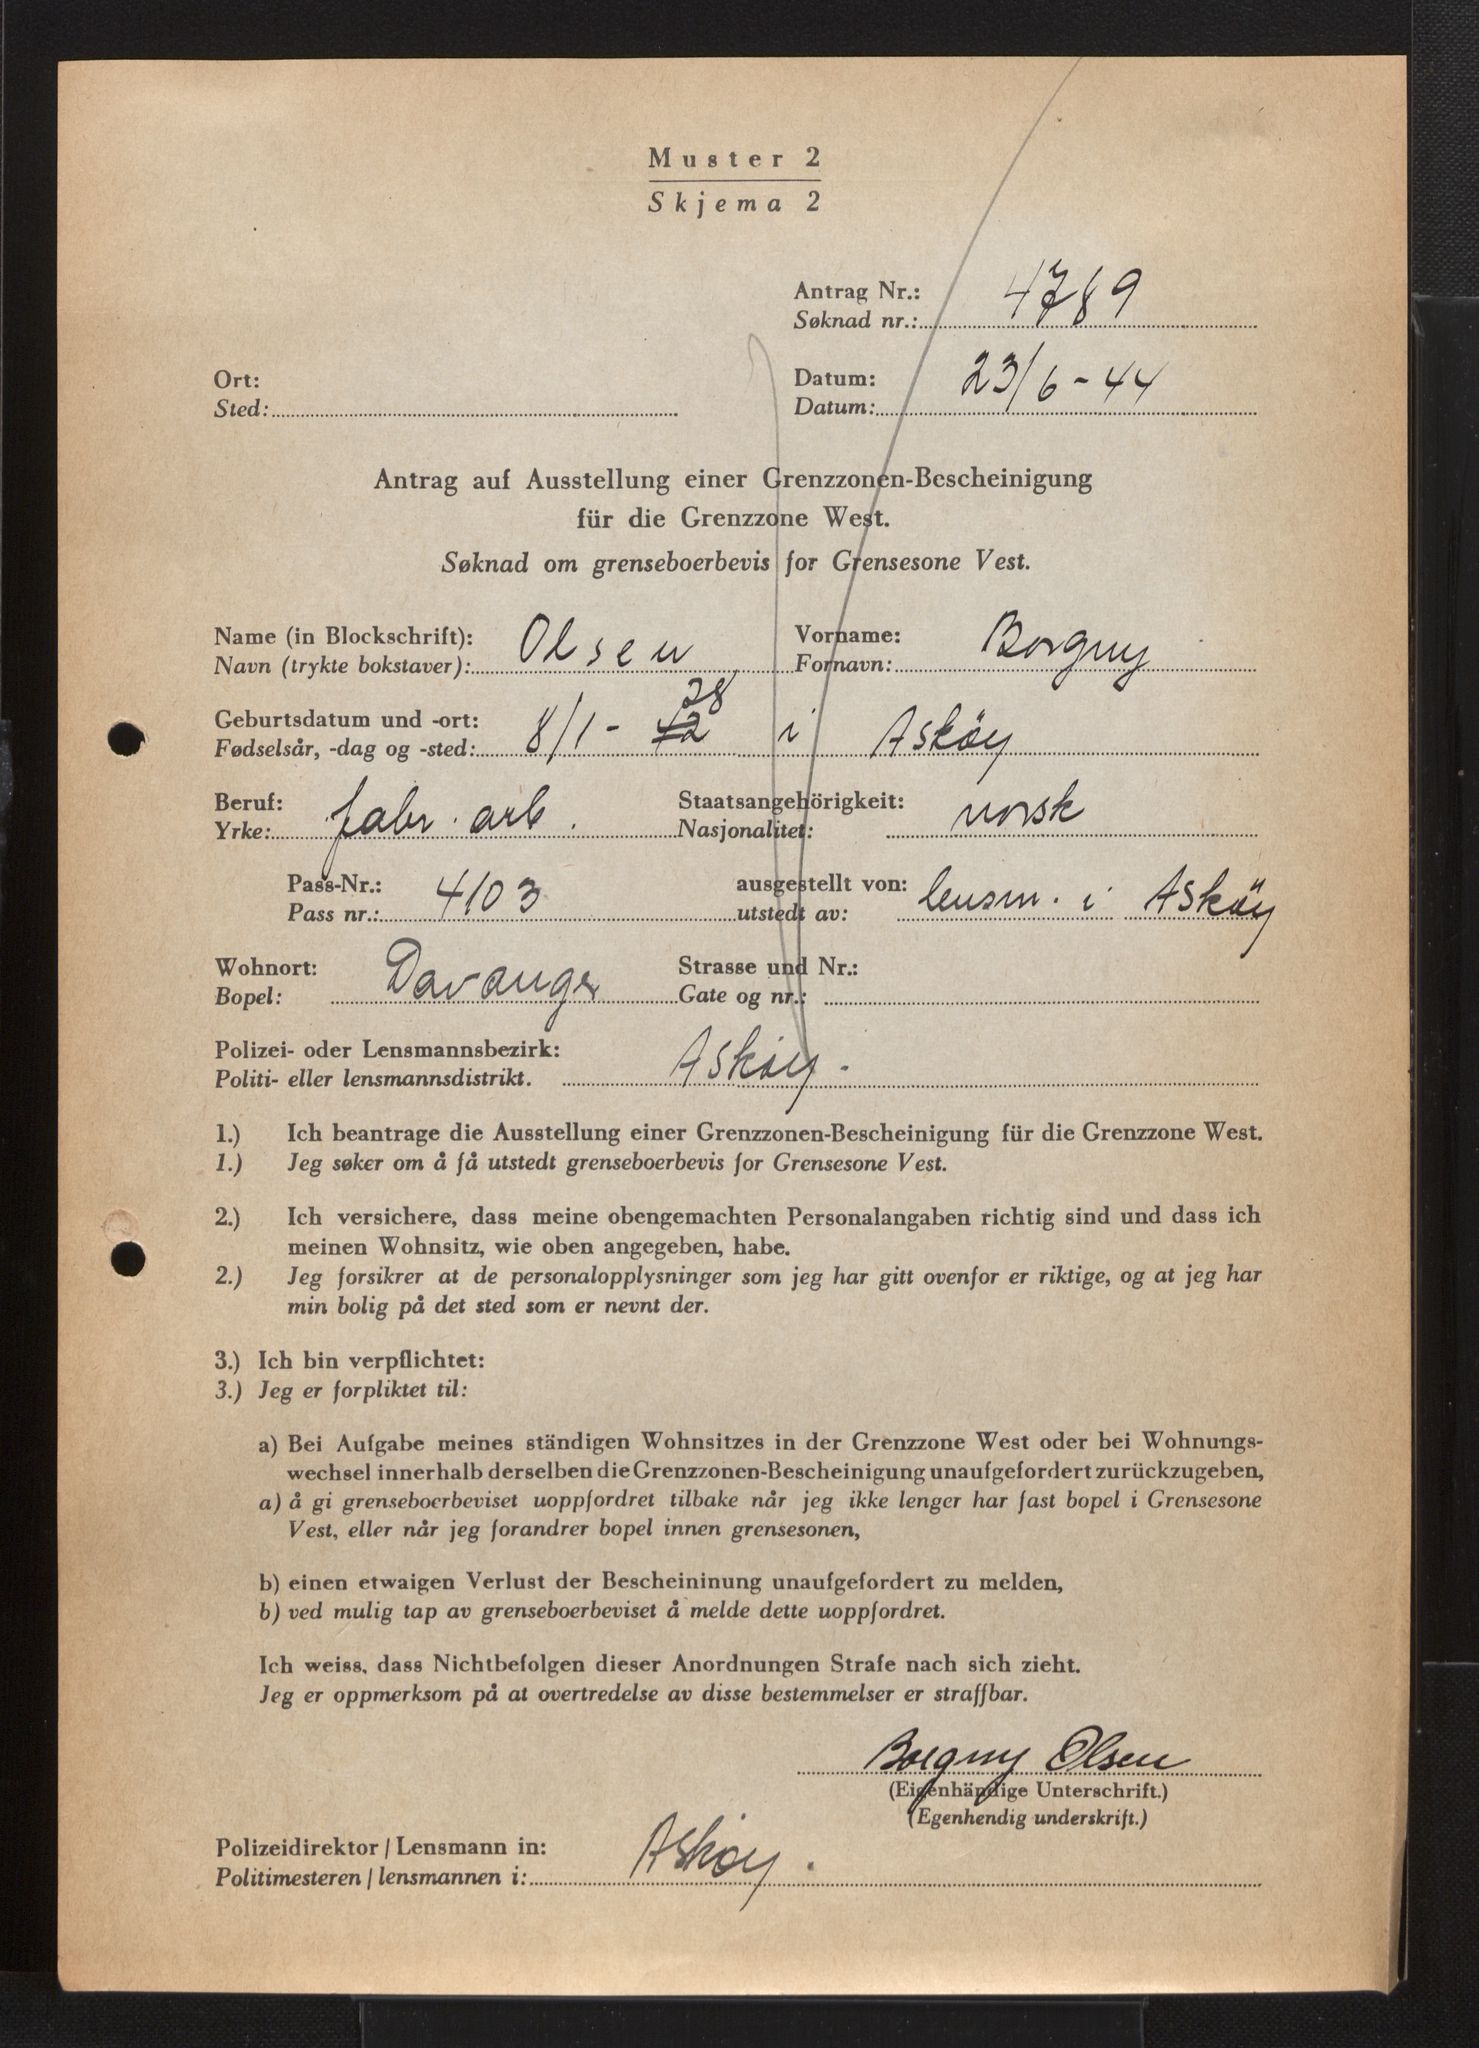 Muster 2
Skjema 2
Antrag Nr.:
Søknad nr.: 4789
Ort:
Sted:
Datum:
Datum: 23/6-44
Antrag auf Ausstellung einer Grenzzonen-Bescheinigung
für die Grenzzone West.
Søknad om grenseboerbevis for Grensesone Vest.
Name (in Blockschrift): Olsen
Navn (trykte bokstaver):
Vorname: Borgny
Fornavn:
28
Geburtsdatum und -ort:
Fødselsår, -dag og -sted: 8/1- 42 i Asköy
Beruf:
Yrke: fabr. arb.
Staatsangehörigkeit: norsk
Nasjonalitet:
Pass-Nr.:
Pass nr.: 4103
ausgestellt von: lensm. i Asköy
utstedt av:
Wohnort:
Bopel: Davanger
Strasse und Nr.:
Gate og nr.:
Polizei- oder Lensmannsbezirk:
Politi- eller lensmannsdistrikt. Asköy.
1.) Ich beantrage die Ausstellung einer Grenzzonen-Bescheinigung für die Grenzzone West.
1.) Jeg søker om å få utstedt grenseboerbevis for Grensesone Vest.
2.) Ich versichere, dass meine obengemachten Personalangaben richtig sind und dass ich
meinen Wohnsitz, wie oben angegeben, habe.
2.) Jeg forsikrer at de personalopplysninger som jeg har gitt ovenfor er riktige, og at jeg har
min bolig på det sted som er nevnt der.
3.) Ich bin verpflichtet:
3.) Jeg er forpliktet til:
a) Bei Aufgabe meines ständigen Wohnsitzes in der Grenzzone West oder bei Wohnungs-
wechsel innerhalb derselben die Grenzzonen-Bescheinigung unaufgefordert zurückzugeben,
a) å gi grenseboerbeviset uoppfordret tilbake når jeg ikke lenger har fast bopel i Grensesone
Vest, eller når jeg forandrer bopel innen grensesonen,
b) einen etwaigen Verlust der Bescheininung unaufgefordert zu melden,
b) ved mulig tap av grenseboerbeviset å melde dette uoppfordret.
Ich weiss, dass Nichtbefolgen dieser Anordnungen Strafe nach sich zieht.
Jeg er oppmerksom på at overtredelse av disse bestemmelser er straffbar.
Borgny Olsen
(Eigenhändige Unterschrift.)
(Egenhendig underskrift.)
Polizeidirektor / Lensmann in:
Politimesteren / lensmannen i: Asköy.